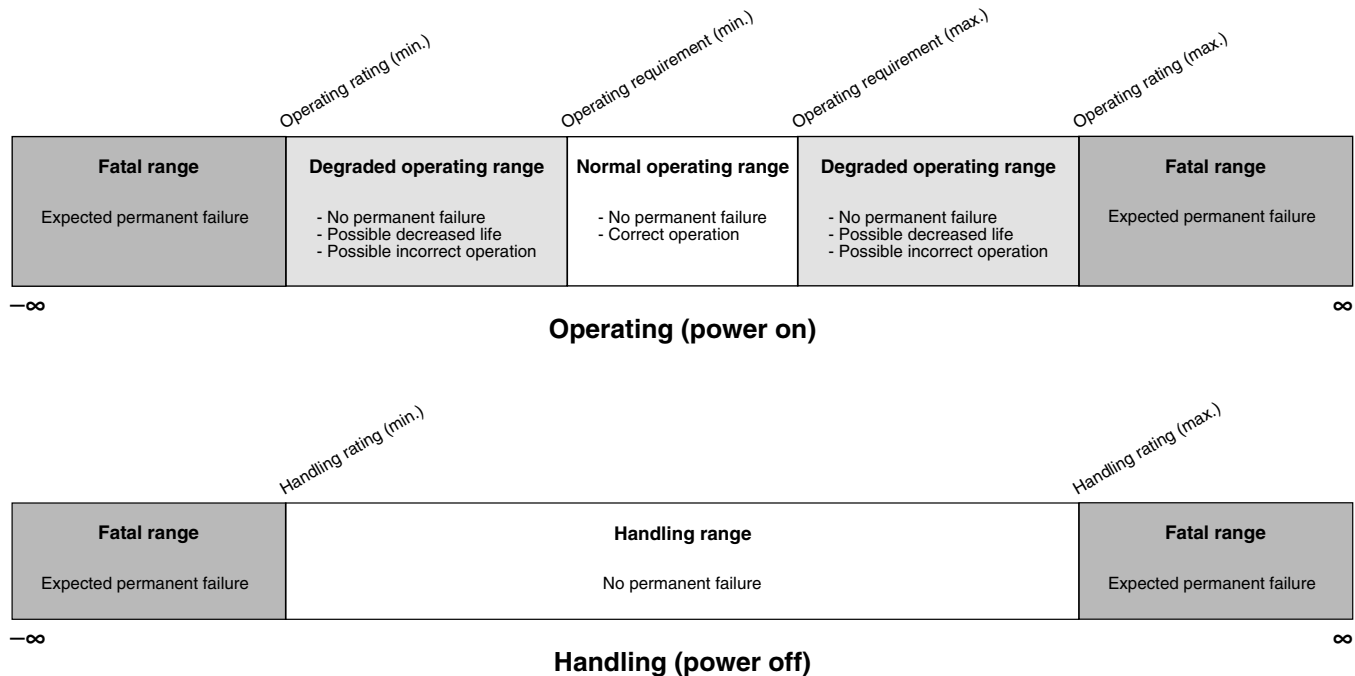 Operating rating (min.)
Operating requirement (min.)
Operating requirement (max.)
Operating rating (max.)
Fatal range
Expected permanent failure
Degraded operating range
- No permanent failure
- Possible decreased life
- Possible incorrect operation
Normal operating range
- No permanent failure
- Correct operation
Degraded operating range
- No permanent failure
- Possible decreased life
- Possible incorrect operation
Fatal range
Expected permanent failure
–∞
∞
Operating (power on)
Handling rating (min.)
Handling rating (max.)
Fatal range
Expected permanent failure
Handling range
No permanent failure
Fatal range
Expected permanent failure
–∞
∞
Handling (power off)